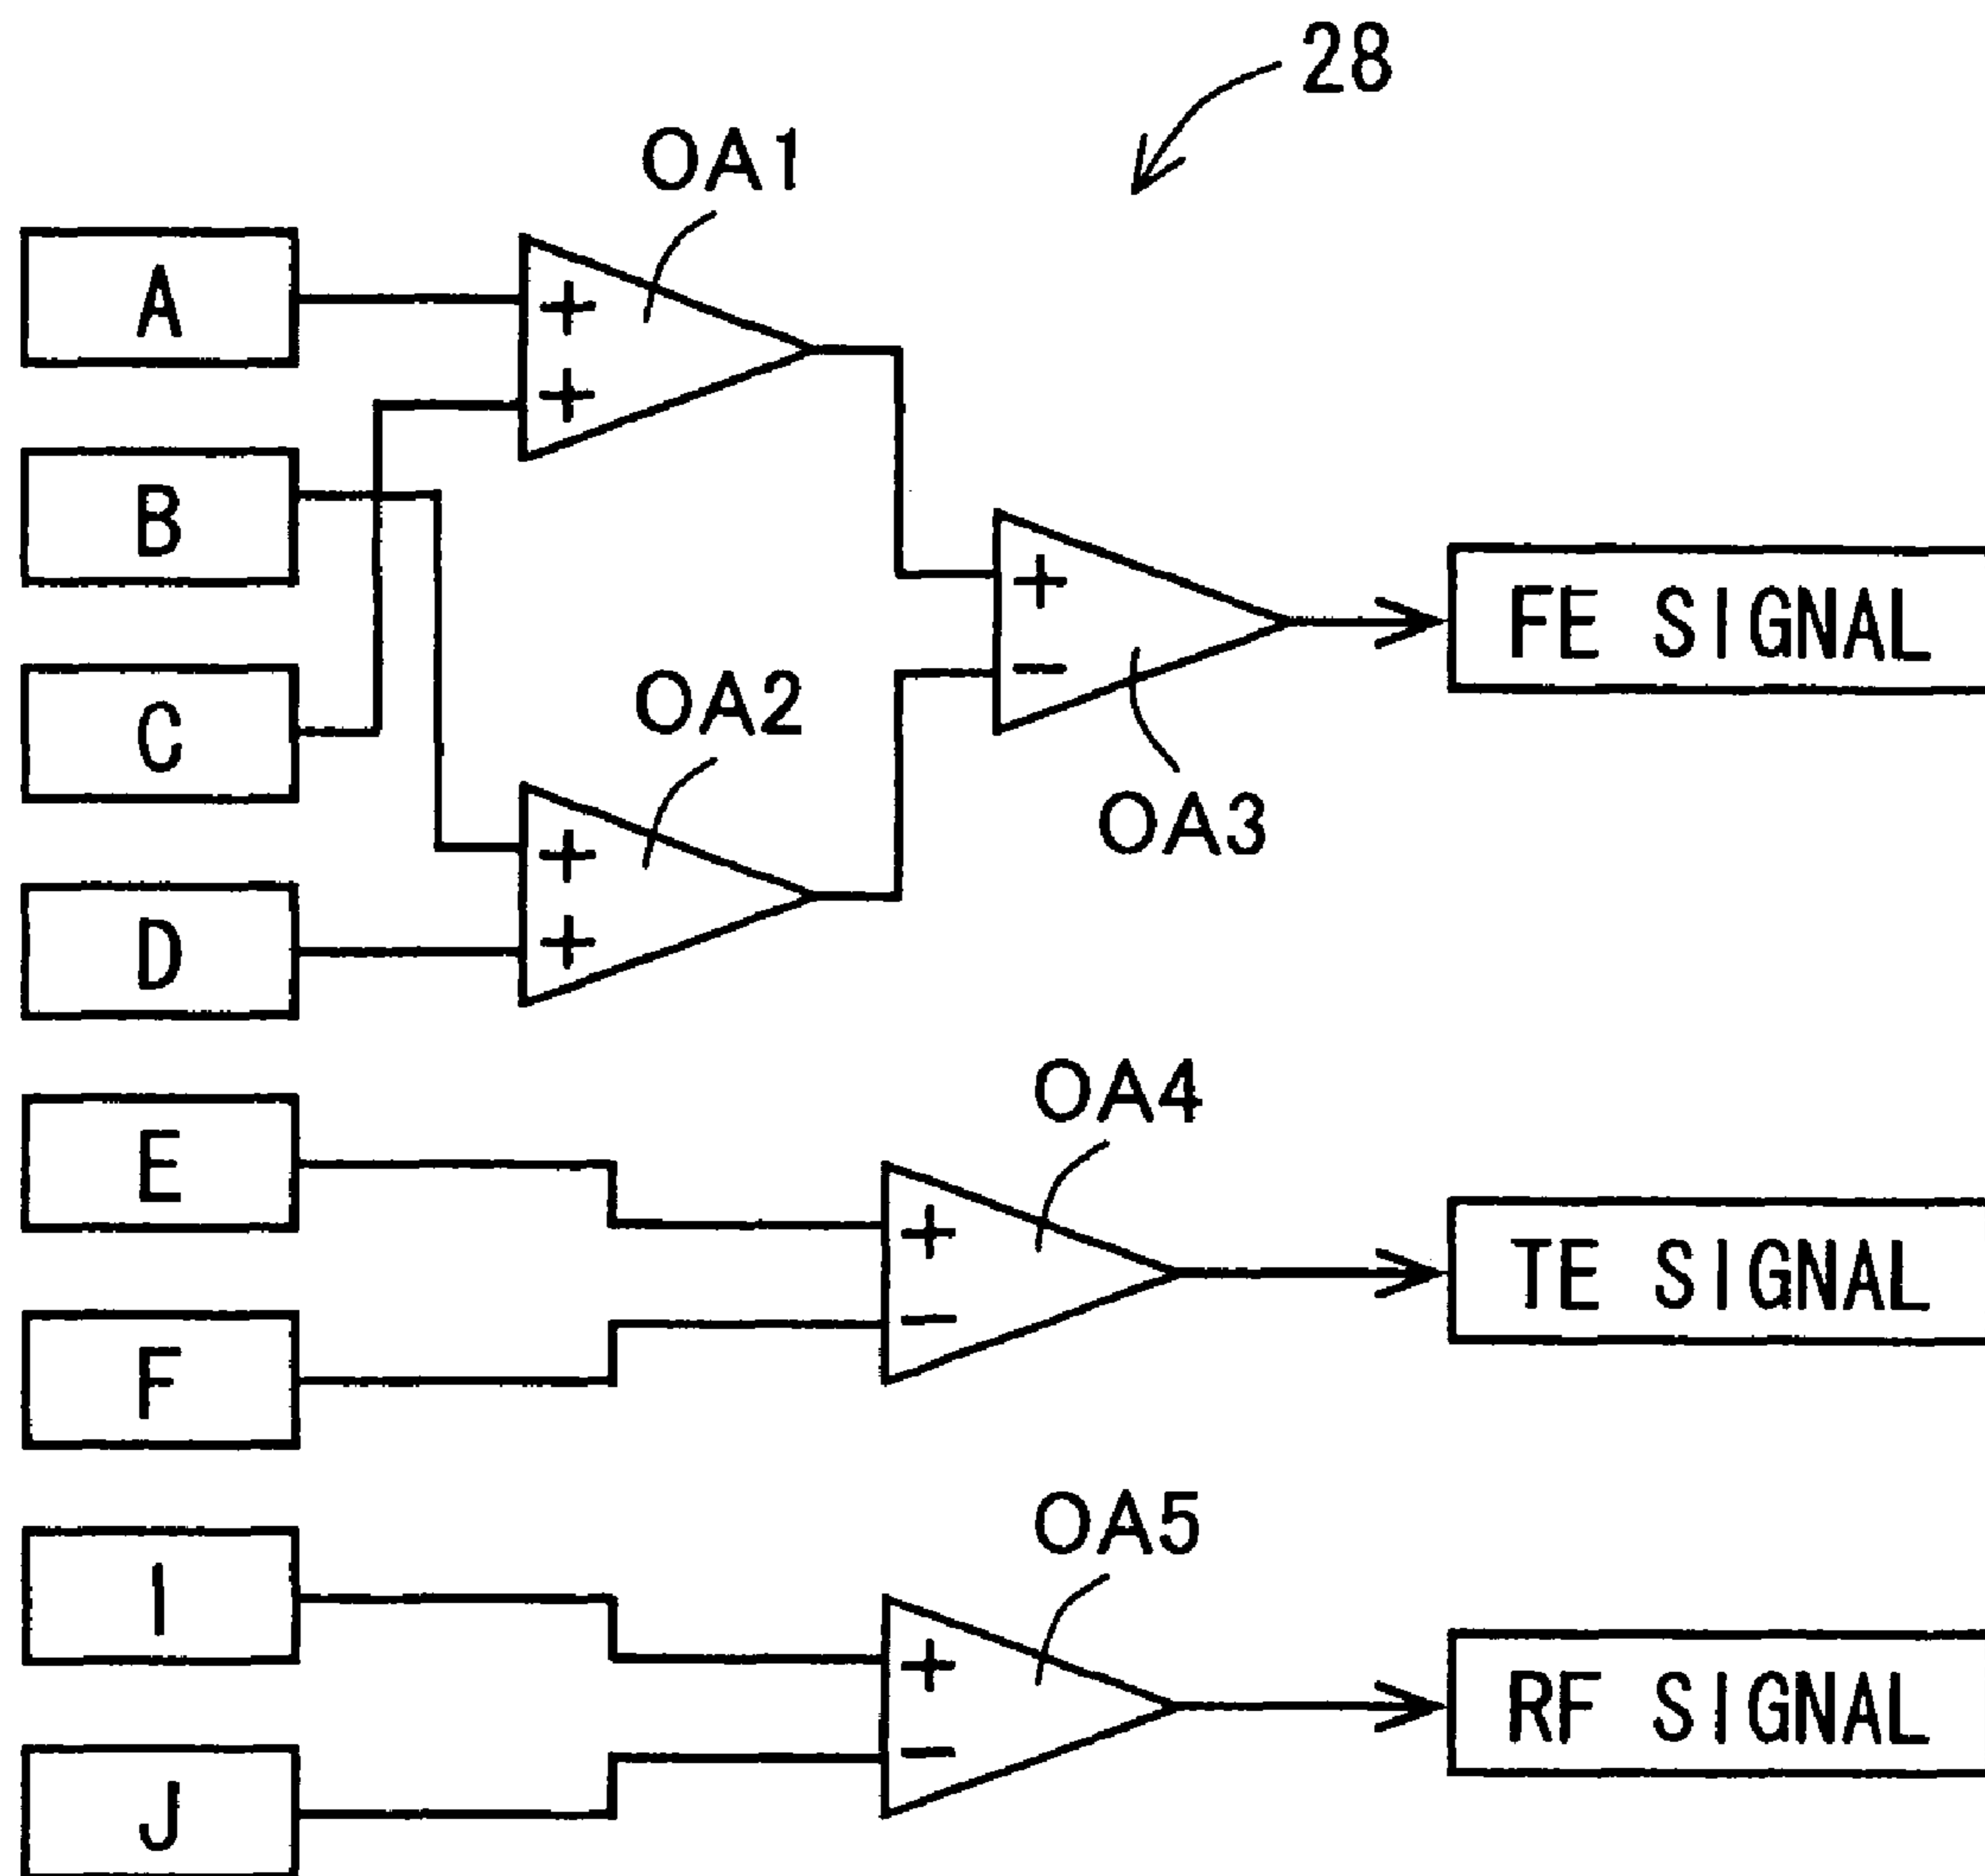 28
OA1
A
+
+
B
FE SIGNAL
+
−
C
OA2
OA3
+
D
+
OA4
E
+
TE SIGNAL
−
F
OA5
I
+
RF SIGNAL
−
J